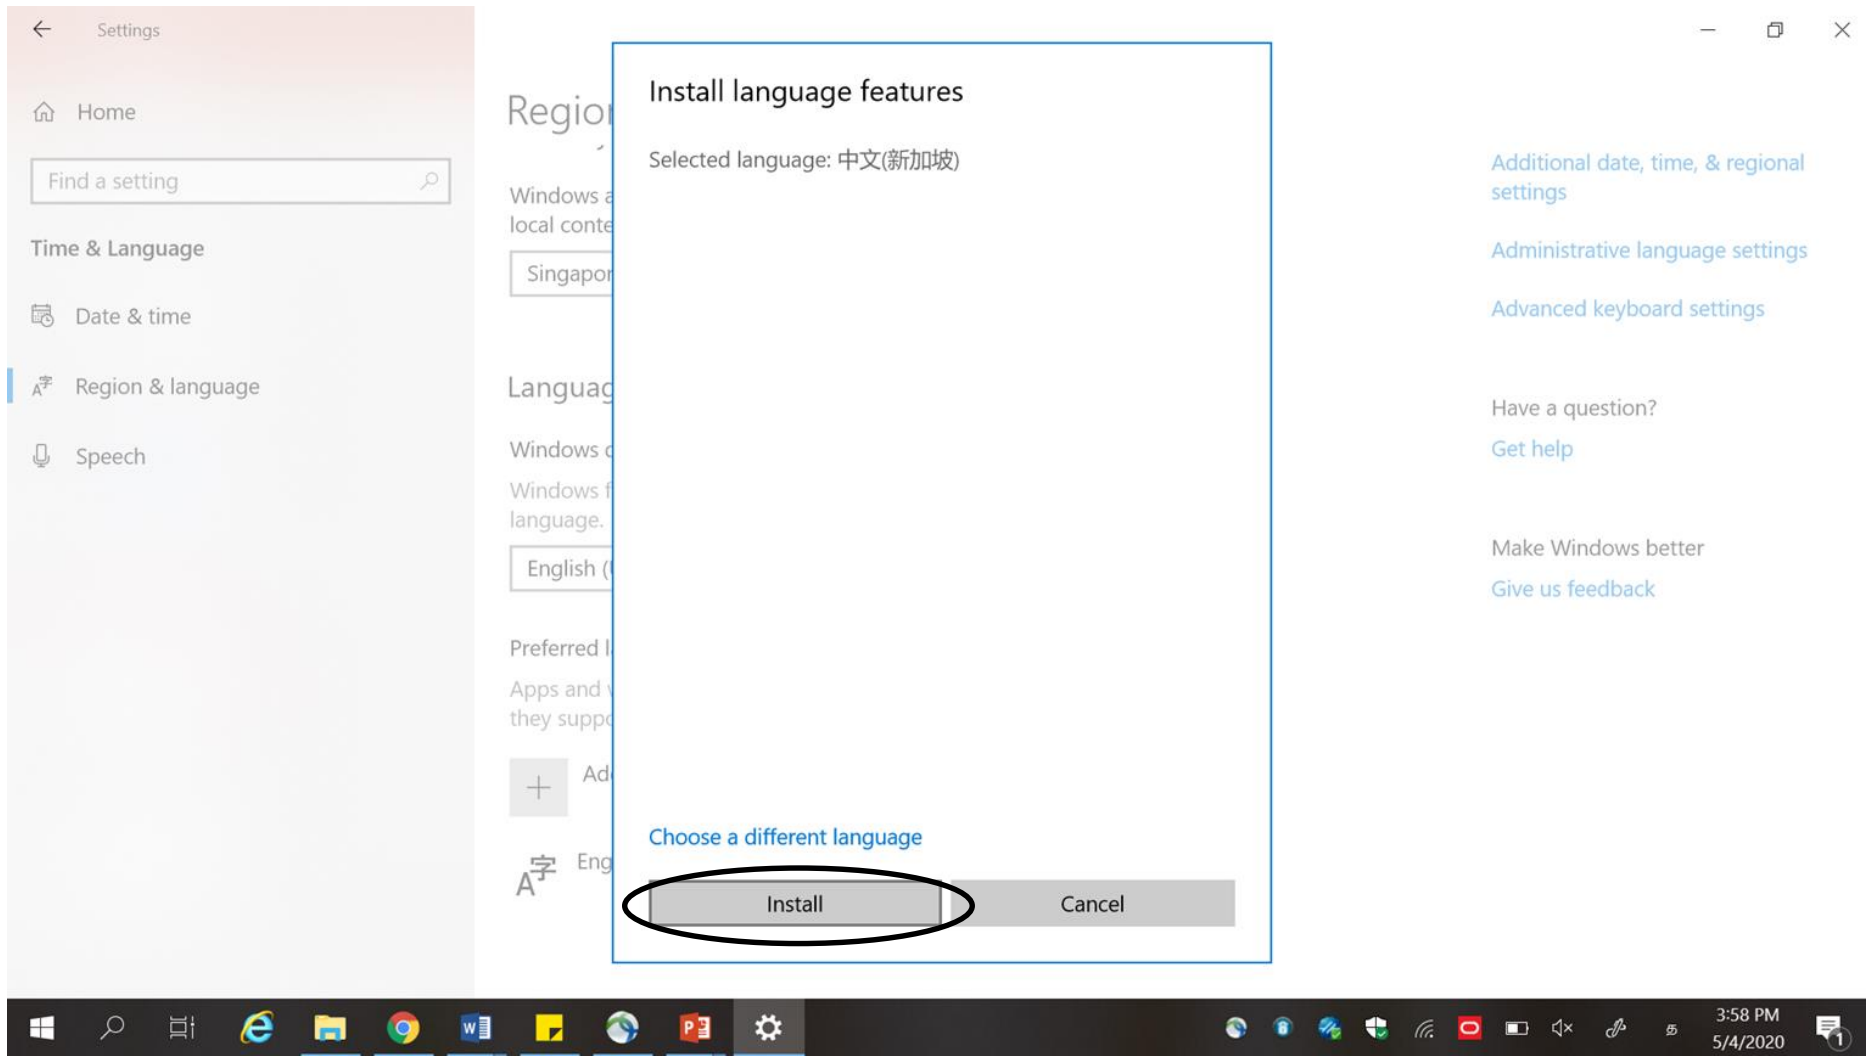 Settings
Home
Find a setting
Time & Language
Date & time
Region & language
Speech
Region
Windows a
local conte
Singapor
Languag
Windows
Windows f
language.
English (
Preferred l
Apps and
they suppo
Add
Eng
Install language features
Selected language: 中文(新加坡)
Choose a different language
Install
Cancel
Additional date, time, & regional
settings
Administrative language settings
Advanced keyboard settings
Have a question?
Get help
Make Windows better
Give us feedback
3:58 PM
5/4/2020